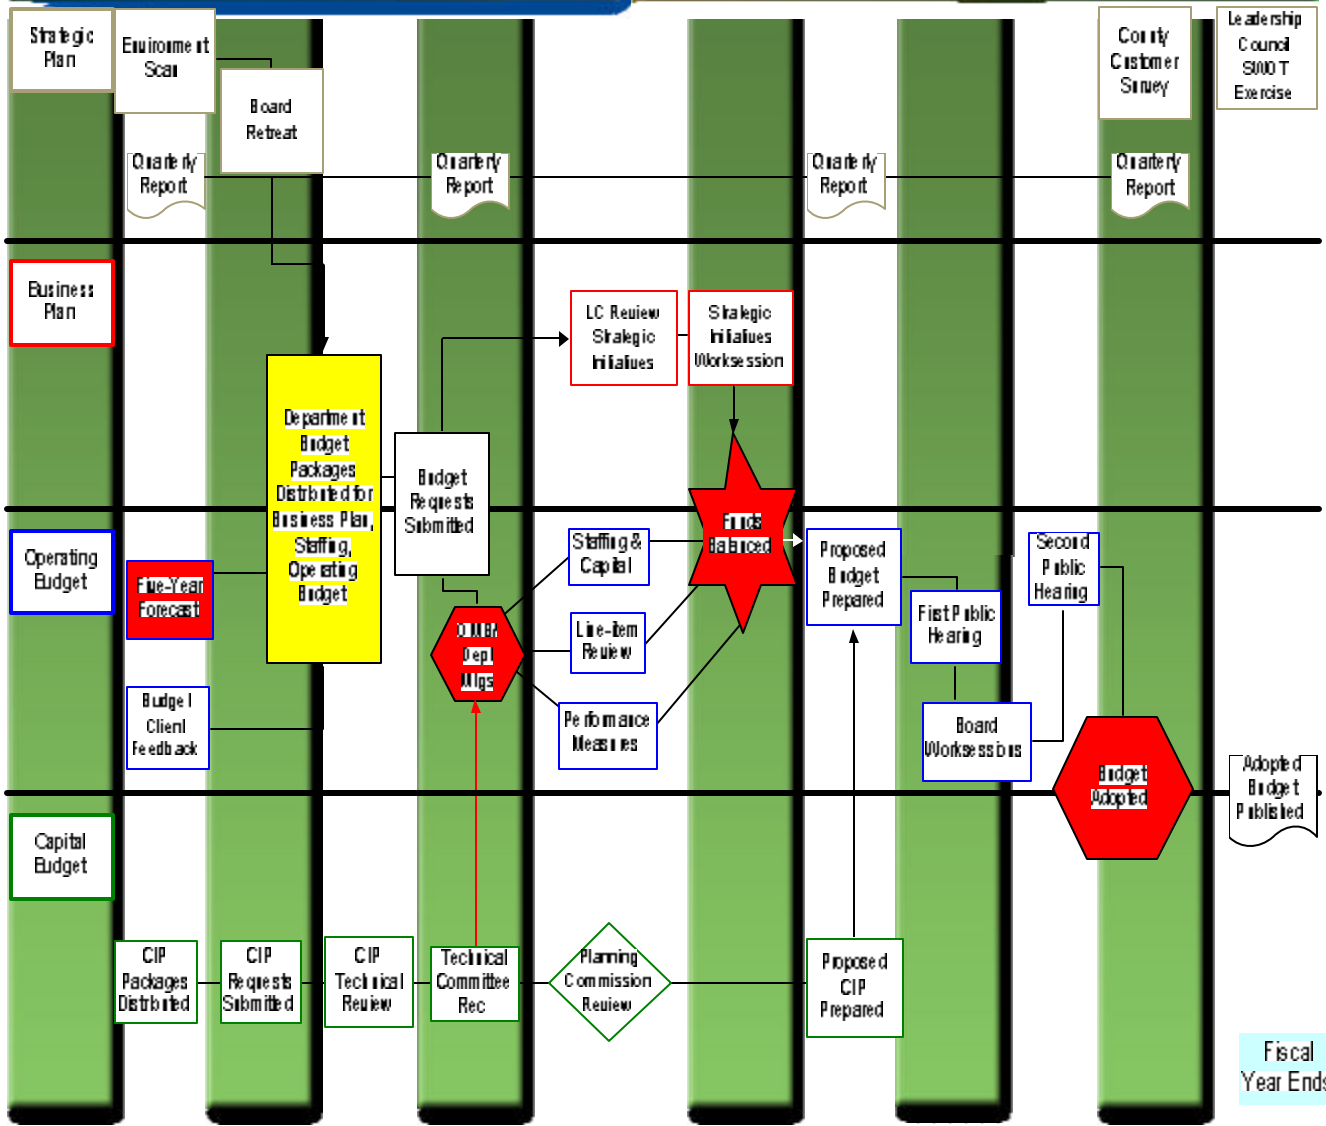 Strategic
Plan
Environment
Scan
Board
Retreat
County
Customer
Survey
Leadership
Council
SWOT
Exercise
Quarterly
Report
Quarterly
Report
Quarterly
Report
Quarterly
Report
Business
Plan
LC Review
Strategic
Initiatives
Strategic
Initiatives
Worksession
Department
Budget
Packages
Distributed for
Business Plan,
Staffing,
Operating
Budget
Budget
Requests
Submitted
Operating
Budget
Five-Year
Forecast
Budget
Client
Feedback
Dept
Mtgs
Staffing &
Capital
Line-item
Review
Performance
Measures
Funds
Balanced
Proposed
Budget
Prepared
First Public
Hearing
Board
Worksessions
Second
Public
Hearing
Budget
Adopted
Adopted
Budget
Published
Capital
Budget
CIP
Packages
Distributed
CIP
Requests
Submitted
CIP
Technical
Review
Technical
Committee
Rec
Planning
Commission
Review
Proposed
CIP
Prepared
Fiscal
Year Ends